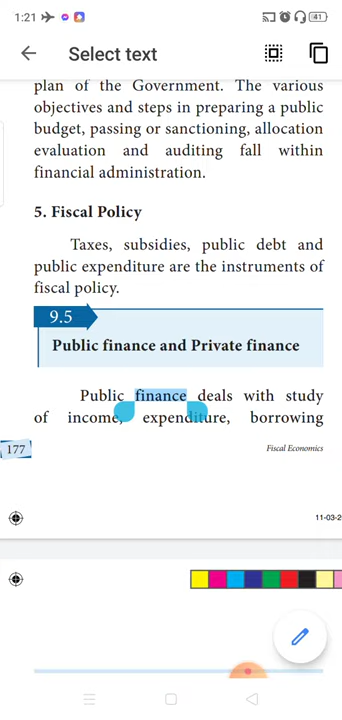 1:21
41
Select text
plan of the Government. The various
objectives and steps in preparing a public
budget, passing or sanctioning, allocation
evaluation and auditing fall within
financial administration.
5. Fiscal Policy
Taxes, subsidies, public debt and
public expenditure are the instruments of
fiscal policy.
9.5
Public finance and Private finance
Public finance deals with study
of income, expenditure, borrowing
177
Fiscal Economics
11-03-2